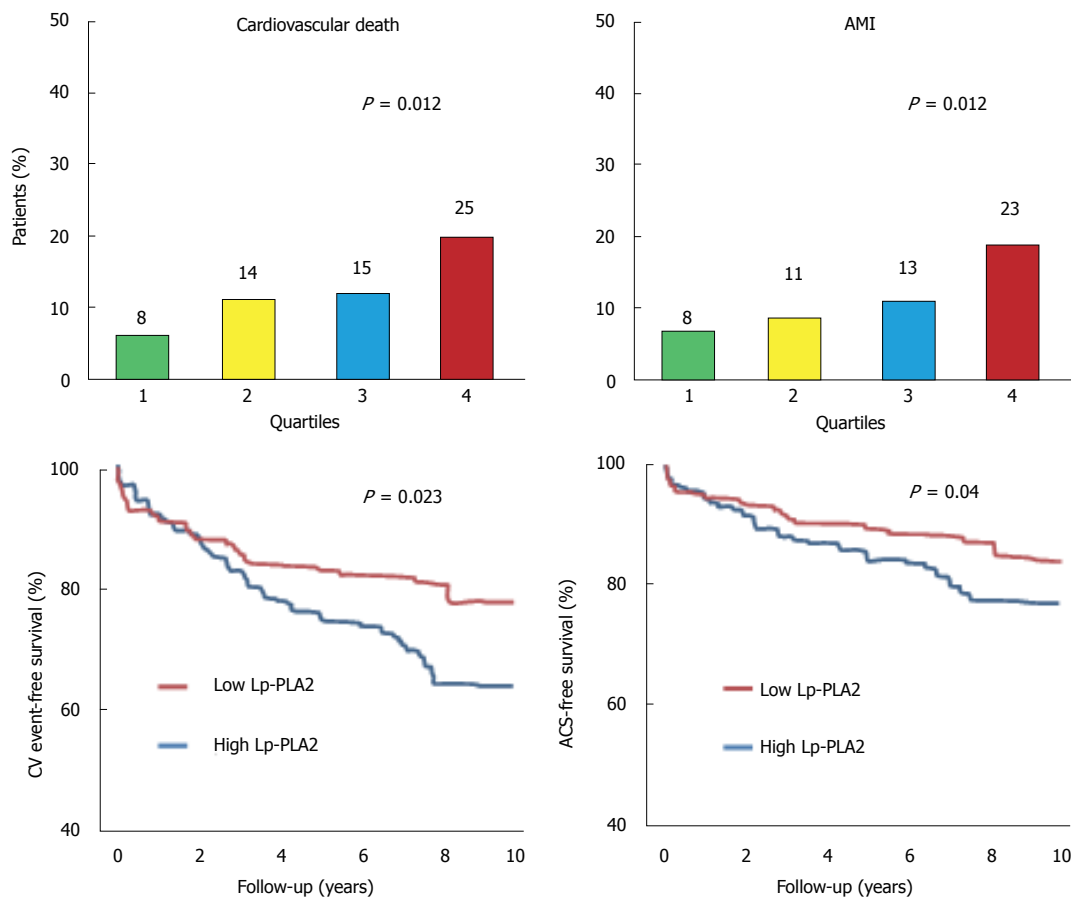 Cardiovascular death
P = 0.012
Patients (%)
50
40
30
20
10
0
8
14
15
25
1
2
3
4
Quartiles
AMI
P = 0.012
50
40
30
20
10
0
8
11
13
23
1
2
3
4
Quartiles
P = 0.023
CV event-free survival (%)
100
80
60
40
Low Lp-PLA2
High Lp-PLA2
0
2
4
6
8
10
Follow-up (years)
P = 0.04
ACS-free survival (%)
100
80
60
40
Low Lp-PLA2
High Lp-PLA2
0
2
4
6
8
10
Follow-up (years)